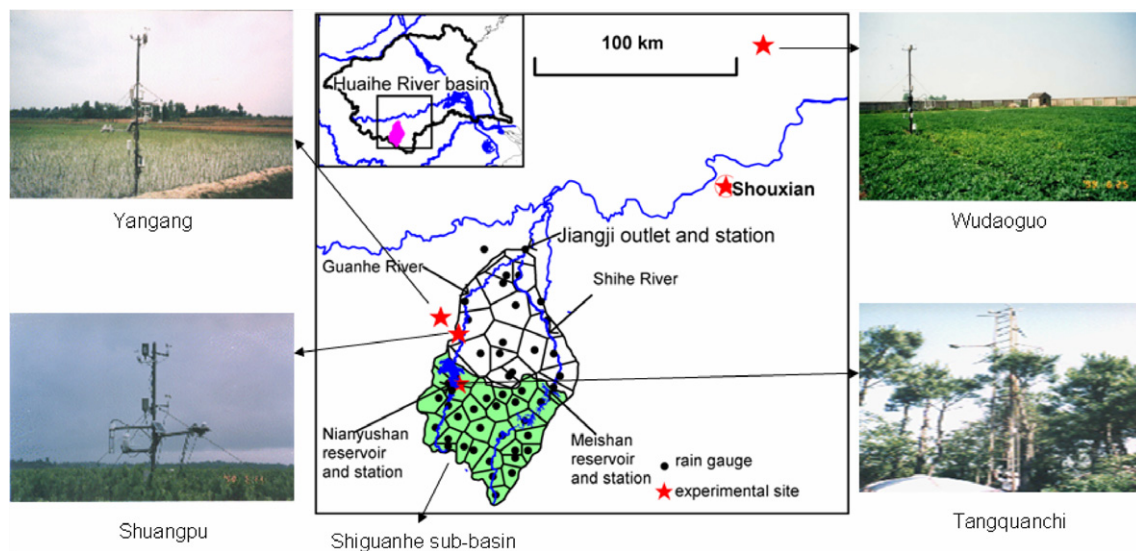 Huaihe River basin
100 km
Shouxian
Jiangji outlet and station
Guanhe River
Shihe River
Nianyushan
reservoir
and station
Meishan
reservoir
and station
rain gauge
experimental site
Shiguanhe sub-basin
Yangang
Shuangpu
Wudaoguo
Tangquanchi